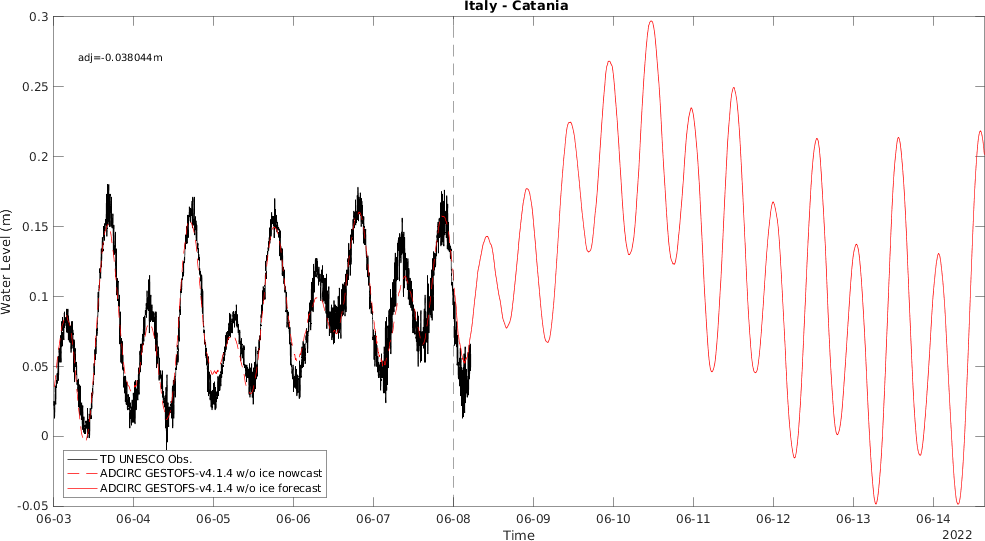 Italy - Catania
adj=-0.038044m
Water Level (m)
0.3
0.25
0.2
0.15
0.1
0.05
0
-0.05
TD UNESCO Obs.
ADCIRC GESTOFS-v4.1.4 w/o ice nowcast
ADCIRC GESTOFS-v4.1.4 w/o ice forecast
06-03 06-04 06-05 06-06 06-07 06-08 06-09 06-10 06-11 06-12 06-13 06-14
Time
2022